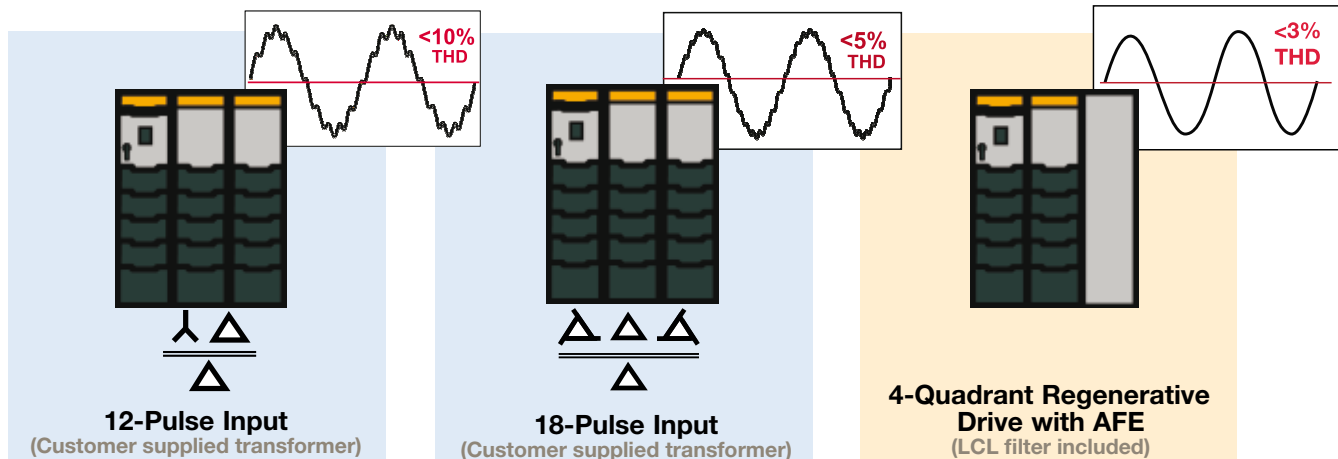 <10%
THD
<5%
THD
<3%
THD
12-Pulse Input
(Customer supplied transformer)
18-Pulse Input
(Customer supplied transformer)
4-Quadrant Regenerative
Drive with AFE
(LCL filter included)